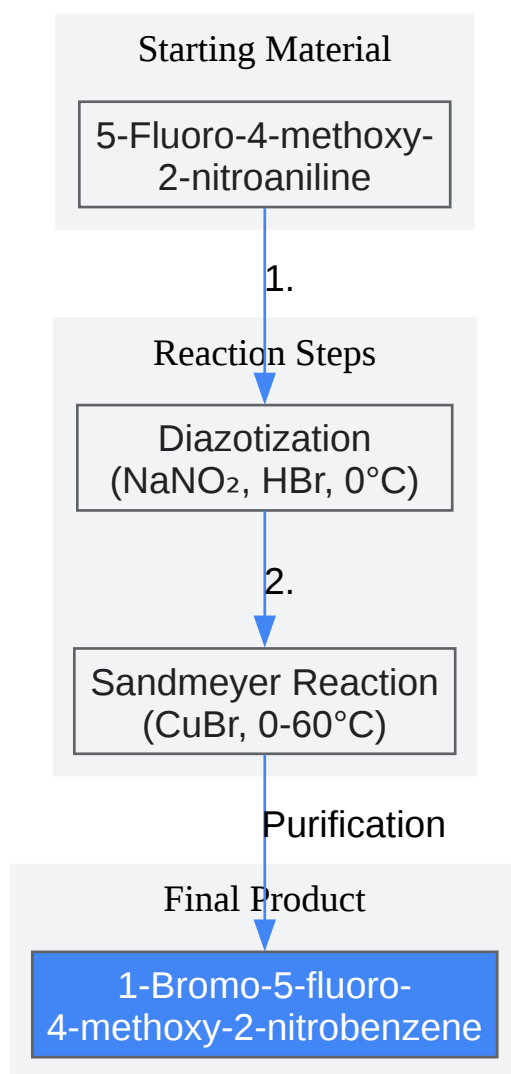 Starting Material
5-Fluoro-4-methoxy-
2-nitroaniline
1.
Reaction Steps
Diazotization
(NaNO₂, HBr, 0°C)
2.
Sandmeyer Reaction
(CuBr, 0-60°C)
Purification
Final Product
1-Bromo-5-fluoro-
4-methoxy-2-nitrobenzene